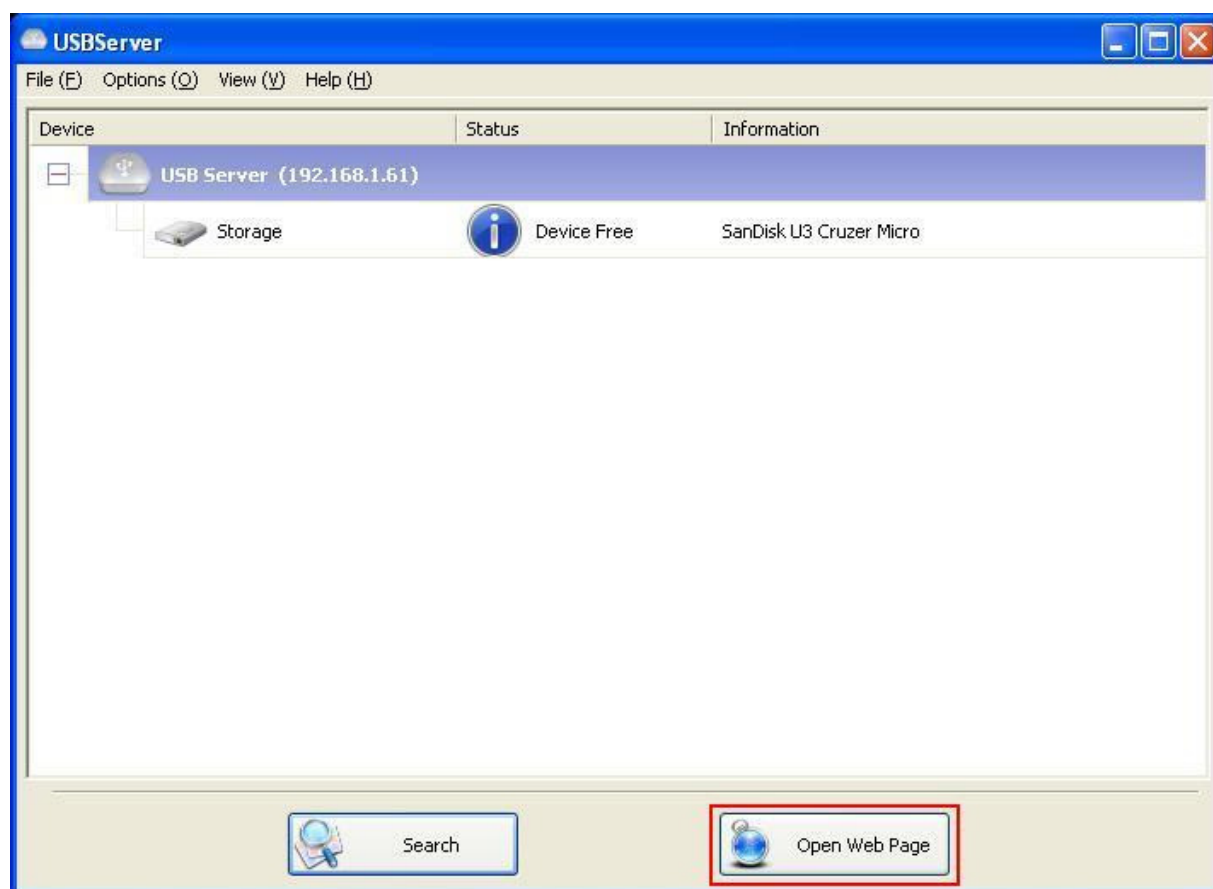 USBServer
File (F) Options (O) View (V) Help (H)
Device Status Information
USB Server (192.168.1.61)
Storage Device Free SanDisk U3 Cruzer Micro
Search Open Web Page